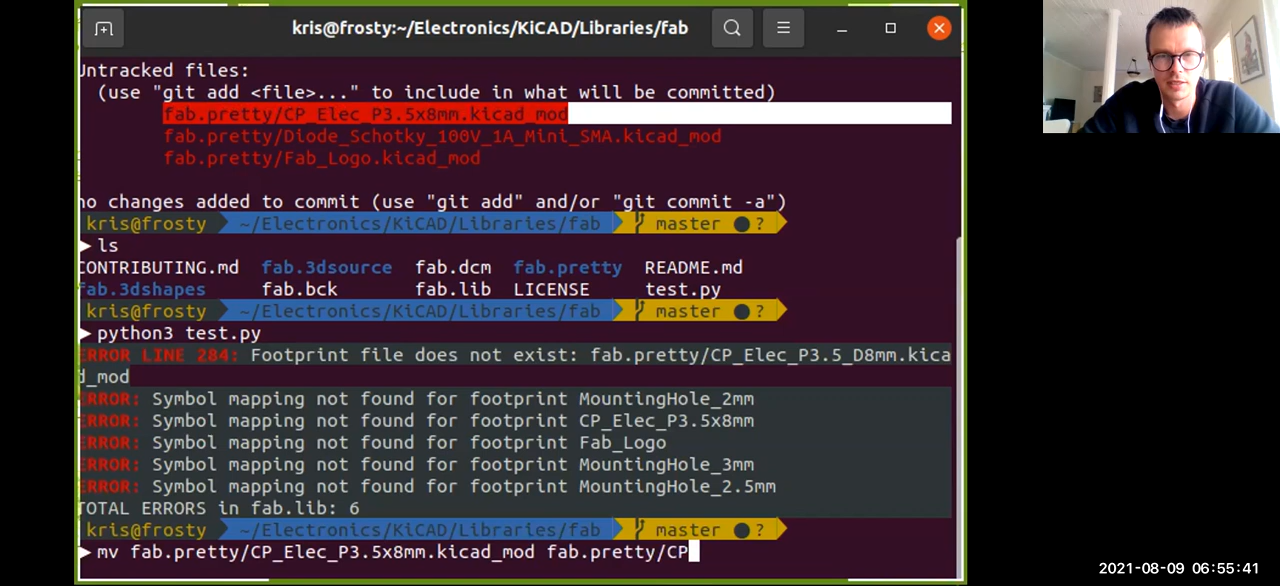 kris@frosty:~/Electronics/KiCAD/Libraries/fab
Untracked files:
(use "git add <file>..." to include in what will be committed)
fab.pretty/CP_Elec_P3.5x8mm.kicad_mod
fab.pretty/Diode_Schotky_100V_1A_Mini_SMA.kicad_mod
fab.pretty/Fab_Logo.kicad_mod
no changes added to commit (use "git add" and/or "git commit -a")
kris@frosty ~/Electronics/KiCAD/Libraries/fab master ● ?
ls
CONTRIBUTING.md fab.3dsource fab.dcm fab.pretty README.md
fab.3dshapes fab.bck fab.lib LICENSE test.py
kris@frosty ~/Electronics/KiCAD/Libraries/fab master ● ?
python3 test.py
ERROR LINE 284: Footprint file does not exist: fab.pretty/CP_Elec_P3.5_D8mm.kica
d_mod
ERROR: Symbol mapping not found for footprint MountingHole_2mm
ERROR: Symbol mapping not found for footprint CP_Elec_P3.5x8mm
ERROR: Symbol mapping not found for footprint Fab_Logo
ERROR: Symbol mapping not found for footprint MountingHole_3mm
ERROR: Symbol mapping not found for footprint MountingHole_2.5mm
TOTAL ERRORS in fab.lib: 6
kris@frosty ~/Electronics/KiCAD/Libraries/fab master ● ?
mv fab.pretty/CP_Elec_P3.5x8mm.kicad_mod fab.pretty/CP
2021-08-09 06:55:41